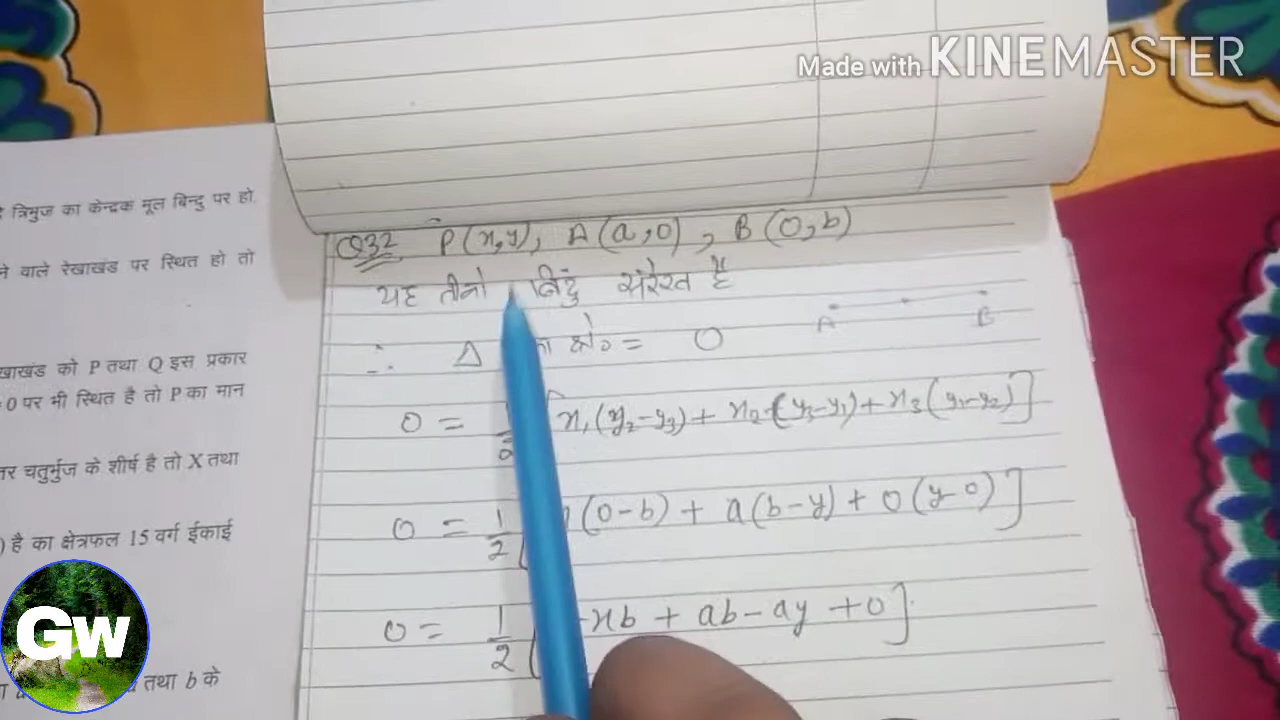 Made with KINEMASTER
त्रिभुज का केन्द्रक मूल बिन्दु पर हो.
ने वाले रेखाखंड पर स्थित हो तो
खाखंड को P तथा Q इस प्रकार
=0 पर भी स्थित है तो P का मान
तर चतुर्भुज के शीर्ष है तो X तथा
) है का क्षेत्रफल 15 वर्ग ईकाई
तथा b के
Q32 P(x,y), A(a,0), B(0,b)
यह तीनो बिंदु संरेख है
A B
∴ Δ का क्षे० = 0
0 = x₁(y₂-y₃) + x₂(y₃-y₁) + x₃(y₁-y₂)]
0 = 1/2 (0-b) + a(b-y) + 0(y-0)]
0 = 1/2 [-xb + ab - ay + 0]
GW